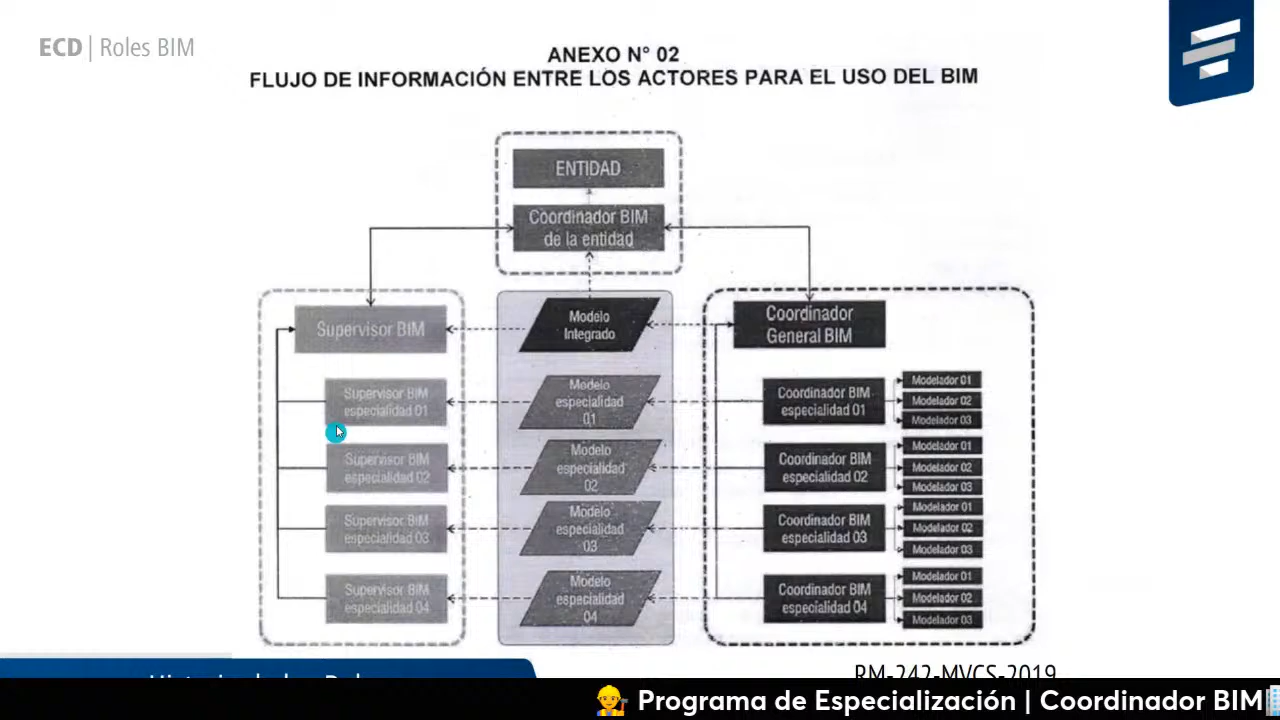 ECD | Roles BIM
ANEXO N° 02
FLUJO DE INFORMACIÓN ENTRE LOS ACTORES PARA EL USO DEL BIM
ENTIDAD
Coordinador BIM
de la entidad
Supervisor BIM
Modelo
Integrado
Coordinador
General BIM
Supervisor BIM
especialidad 01
Modelo
especialidad
01
Coordinador BIM
especialidad 01
Modelador 01
Modelador 02
Modelador 03
Supervisor BIM
especialidad 02
Modelo
especialidad
02
Coordinador BIM
especialidad 02
Modelador 01
Modelador 02
Modelador 03
Supervisor BIM
especialidad 03
Modelo
especialidad
03
Coordinador BIM
especialidad 03
Modelador 01
Modelador 02
Modelador 03
Supervisor BIM
especialidad 04
Modelo
especialidad
04
Coordinador BIM
especialidad 04
Modelador 01
Modelador 02
Modelador 03
RM-242-MVCS-2019
Programa de Especialización | Coordinador BIM